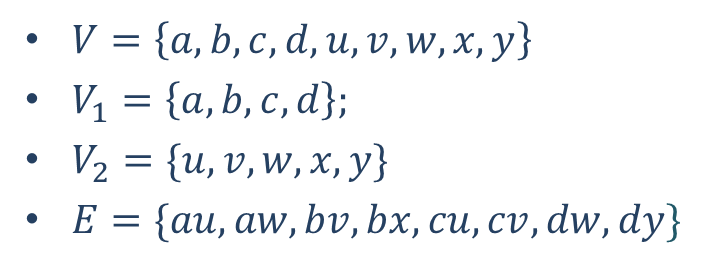 • V = {a, b, c, d, u, v, w, x, y}
• V₁ = {a, b, c, d};
• V₂ = {u, v, w, x, y}
• E = {au, aw, bv, bx, cu, cv, dw, dy}